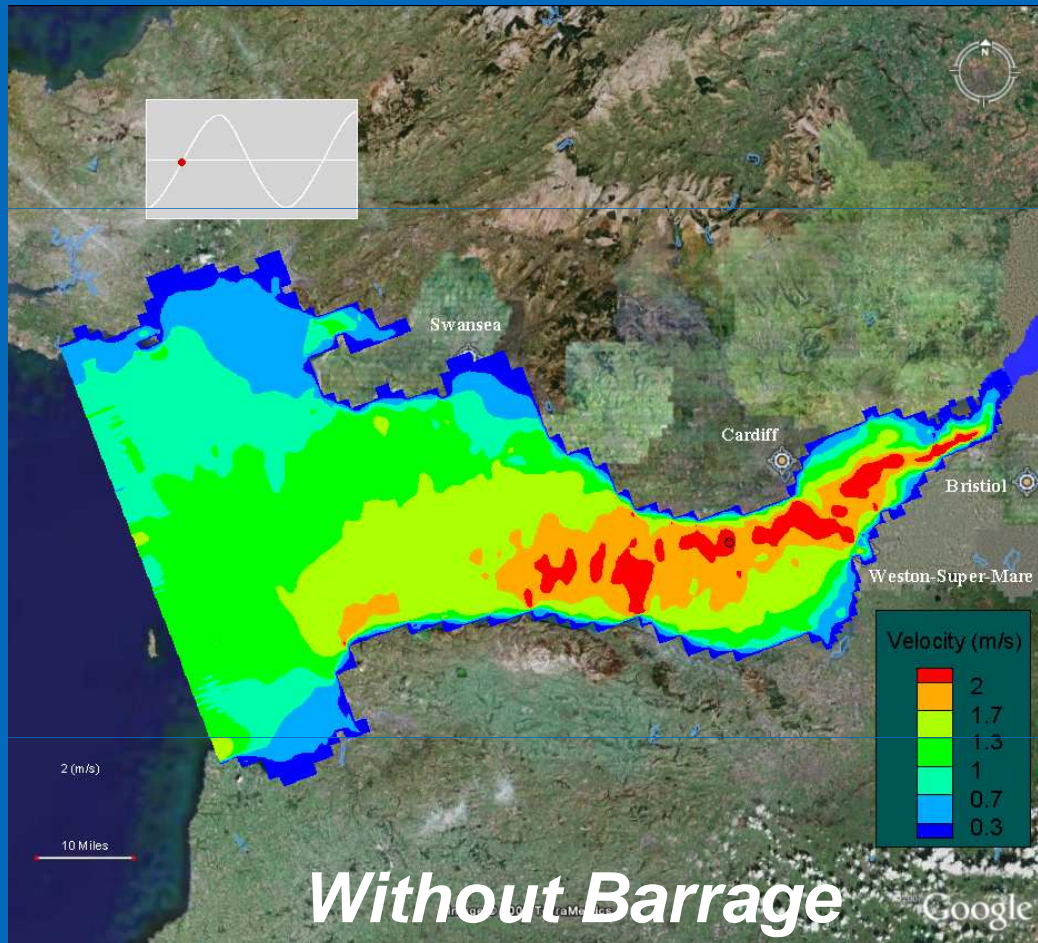 N
Swansea
Cardiff
Bristiol
Weston-Super-Mare
Velocity (m/s)
2
1.7
1.3
1
0.7
0.3
2 (m/s)
10 Miles
Without Barrage
Google